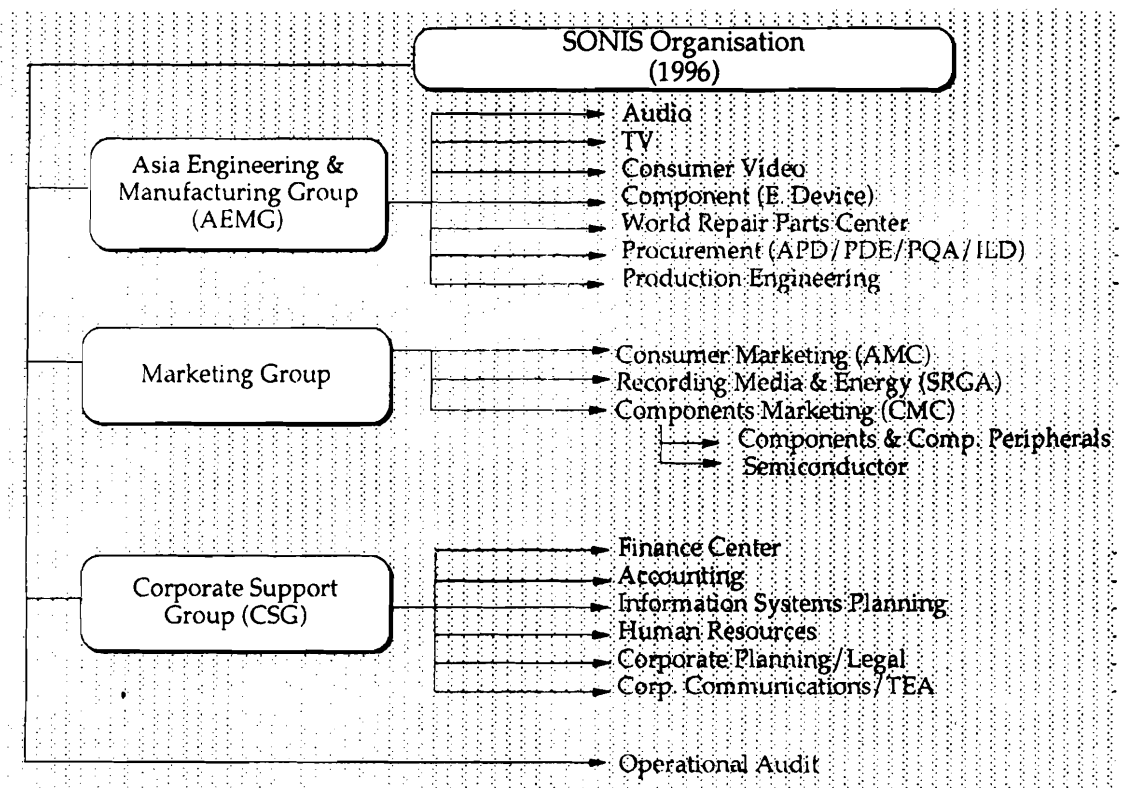 SONIS Organisation
(1996)
Asia Engineering &
Manufacturing Group
(AEMG)
Audio
TV
Consumer Video
Component (E. Device)
World Repair Parts Center
Procurement (APD/PDE/PQA/ILD)
Production Engineering
Marketing Group
Consumer Marketing (AMC)
Recording Media & Energy (SRGA)
Components Marketing (CMC)
Components & Comp. Peripherals
Semiconductor
Corporate Support
Group (CSG)
Finance Center
Accounting
Information Systems Planning
Human Resources
Corporate Planning/Legal
Corp. Communications/TEA
Operational Audit